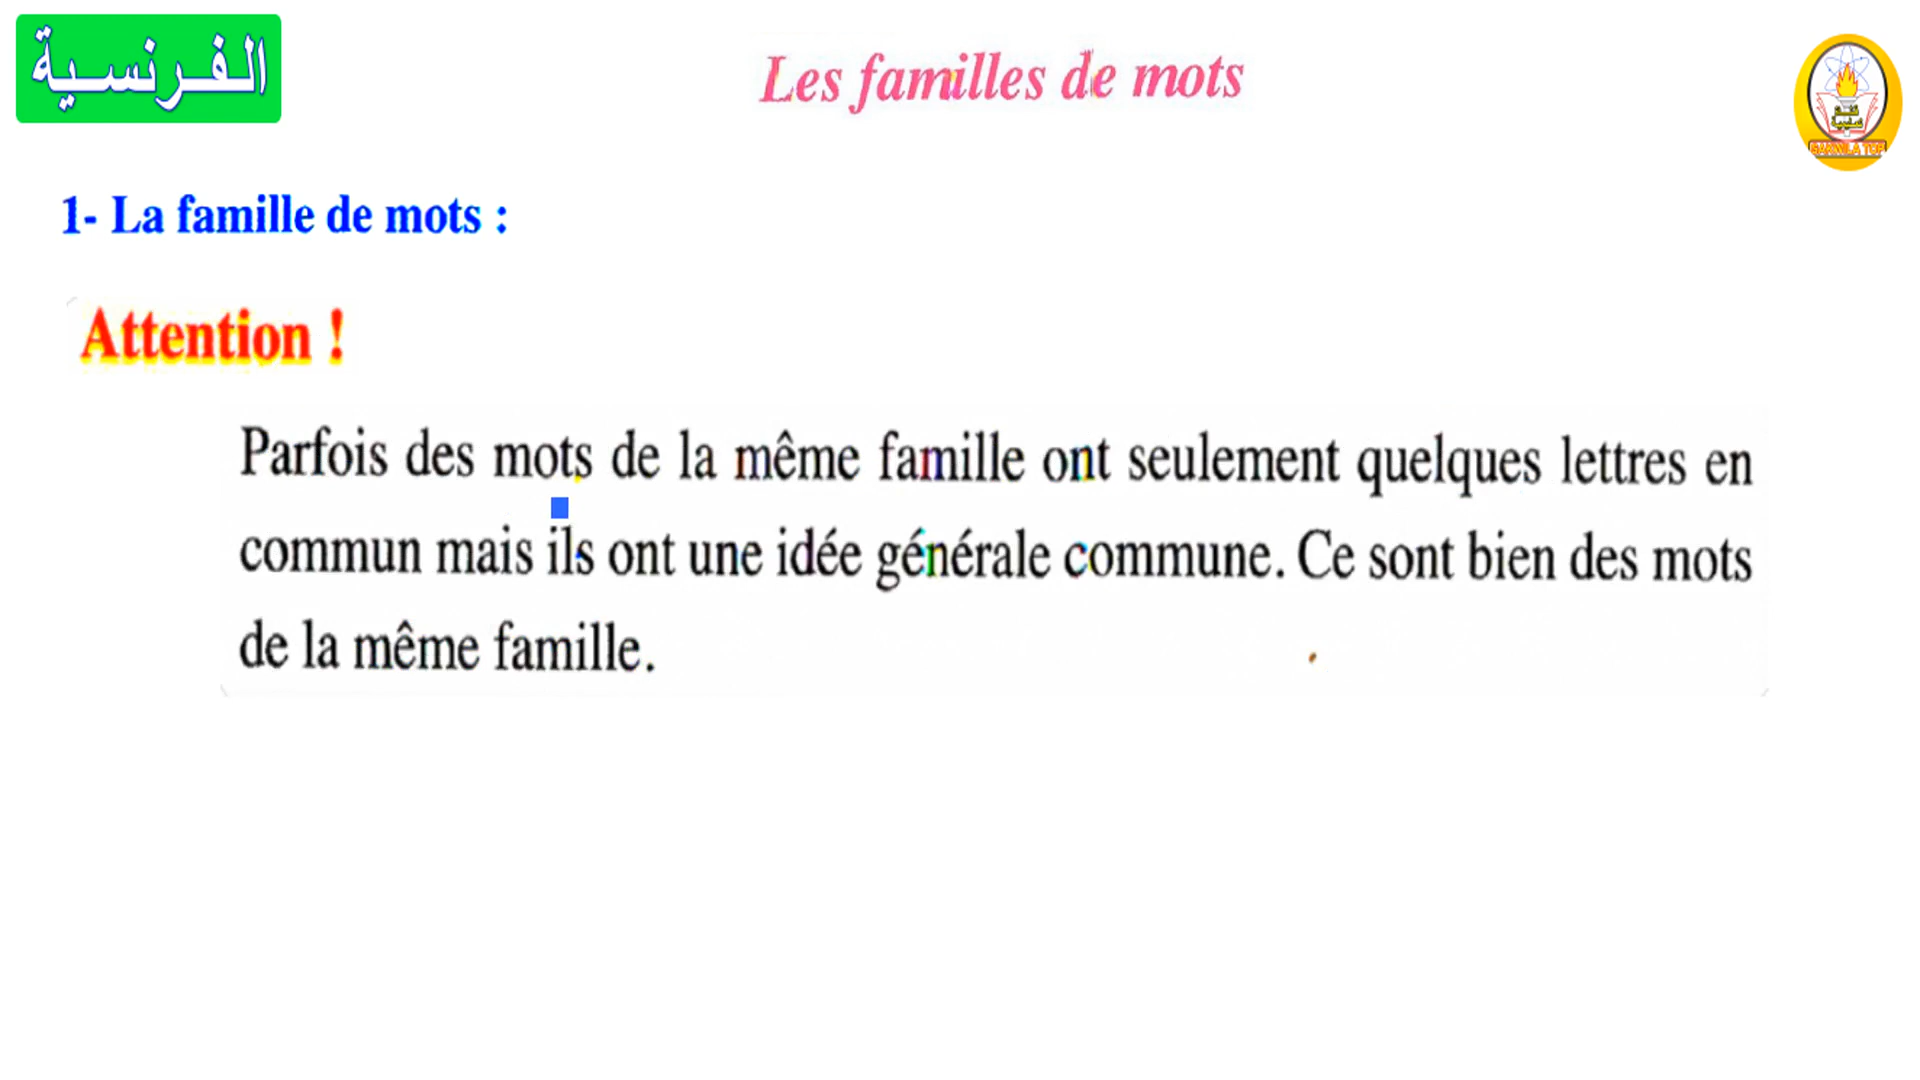 الفرنسية
Les familles de mots
1- La famille de mots :
Attention !
Parfois des mots de la même famille ont seulement quelques lettres en
commun mais ils ont une idée générale commune. Ce sont bien des mots
de la même famille.